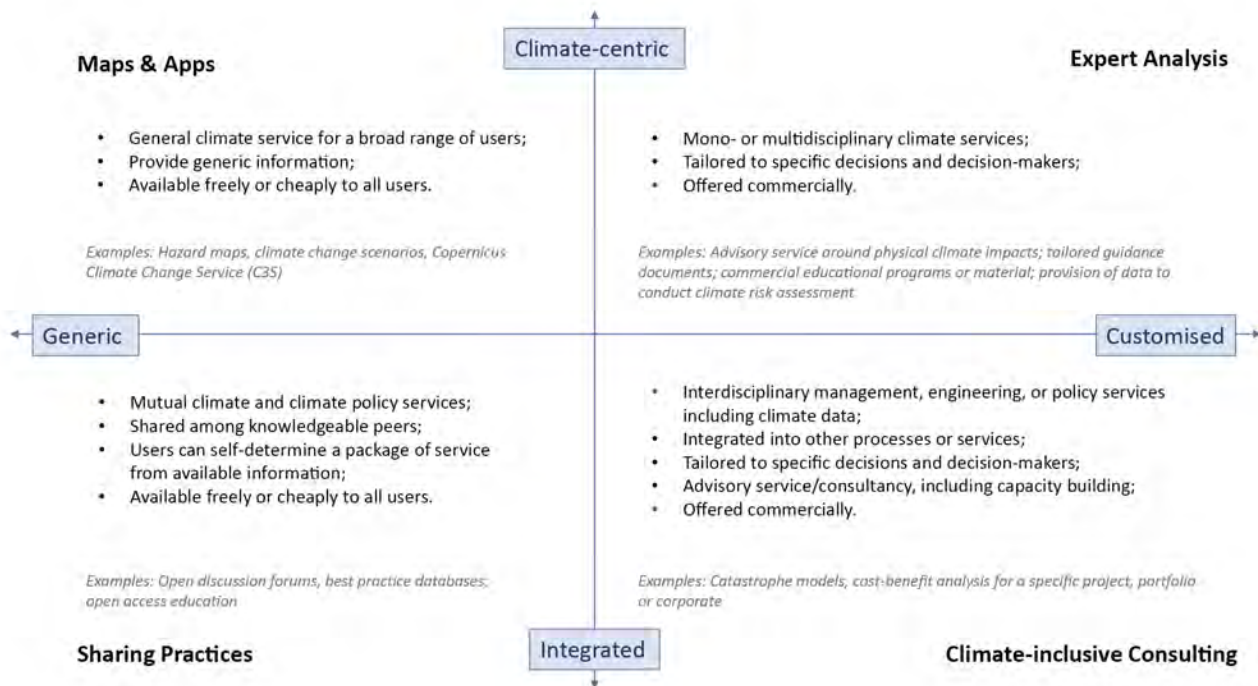 Climate-centric
Maps & Apps
• General climate service for a broad range of users;
• Provide generic information;
• Available freely or cheaply to all users.
Examples: Hazard maps, climate change scenarios, Copernicus
Climate Change Service (C3S)
Expert Analysis
• Mono- or multidisciplinary climate services;
• Tailored to specific decisions and decision-makers;
• Offered commercially.
Examples: Advisory service around physical climate impacts; tailored guidance
documents; commercial educational programs or material; provision of data to
conduct climate risk assessment
Generic
Customised
• Mutual climate and climate policy services;
• Shared among knowledgeable peers;
• Users can self-determine a package of service
from available information;
• Available freely or cheaply to all users.
Examples: Open discussion forums, best practice databases;
open access education
Sharing Practices
• Interdisciplinary management, engineering, or policy services
including climate data;
• Integrated into other processes or services;
• Tailored to specific decisions and decision-makers;
• Advisory service/consultancy, including capacity building;
• Offered commercially.
Examples: Catastrophe models, cost-benefit analysis for a specific project, portfolio
or corporate
Integrated
Climate-inclusive Consulting